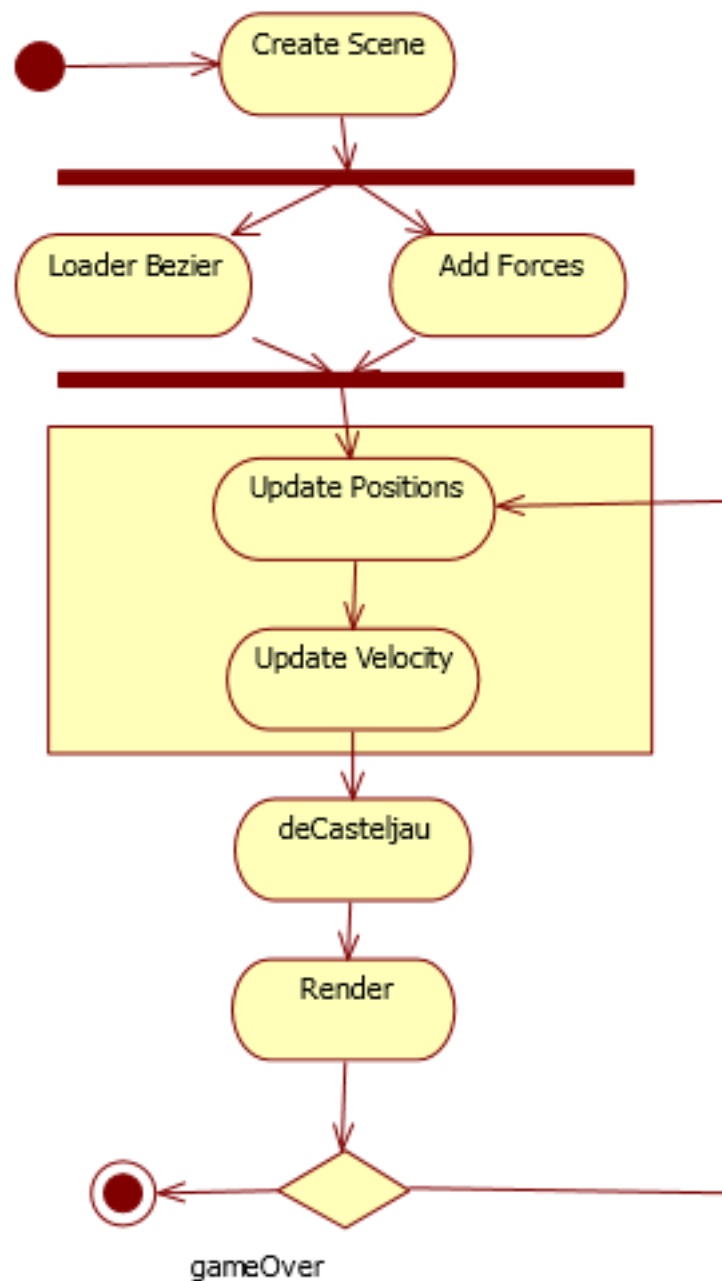 Create Scene
Loader Bezier
Add Forces
Update Positions
Update Velocity
deCasteljau
Render
gameOver